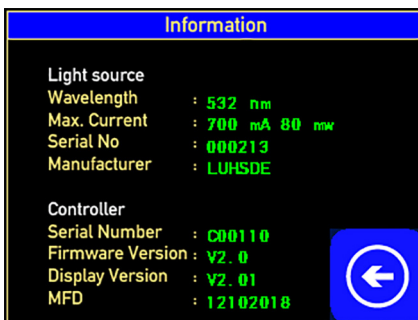 Information
Light source
Wavelength : 532 nm
Max. Current : 700 mA 80 mw
Serial No : 000213
Manufacturer : LUHSDE
Controller
Serial Number : C00110
Firmware Version : V2.0
Display Version : V2.01
MFD : 12102018